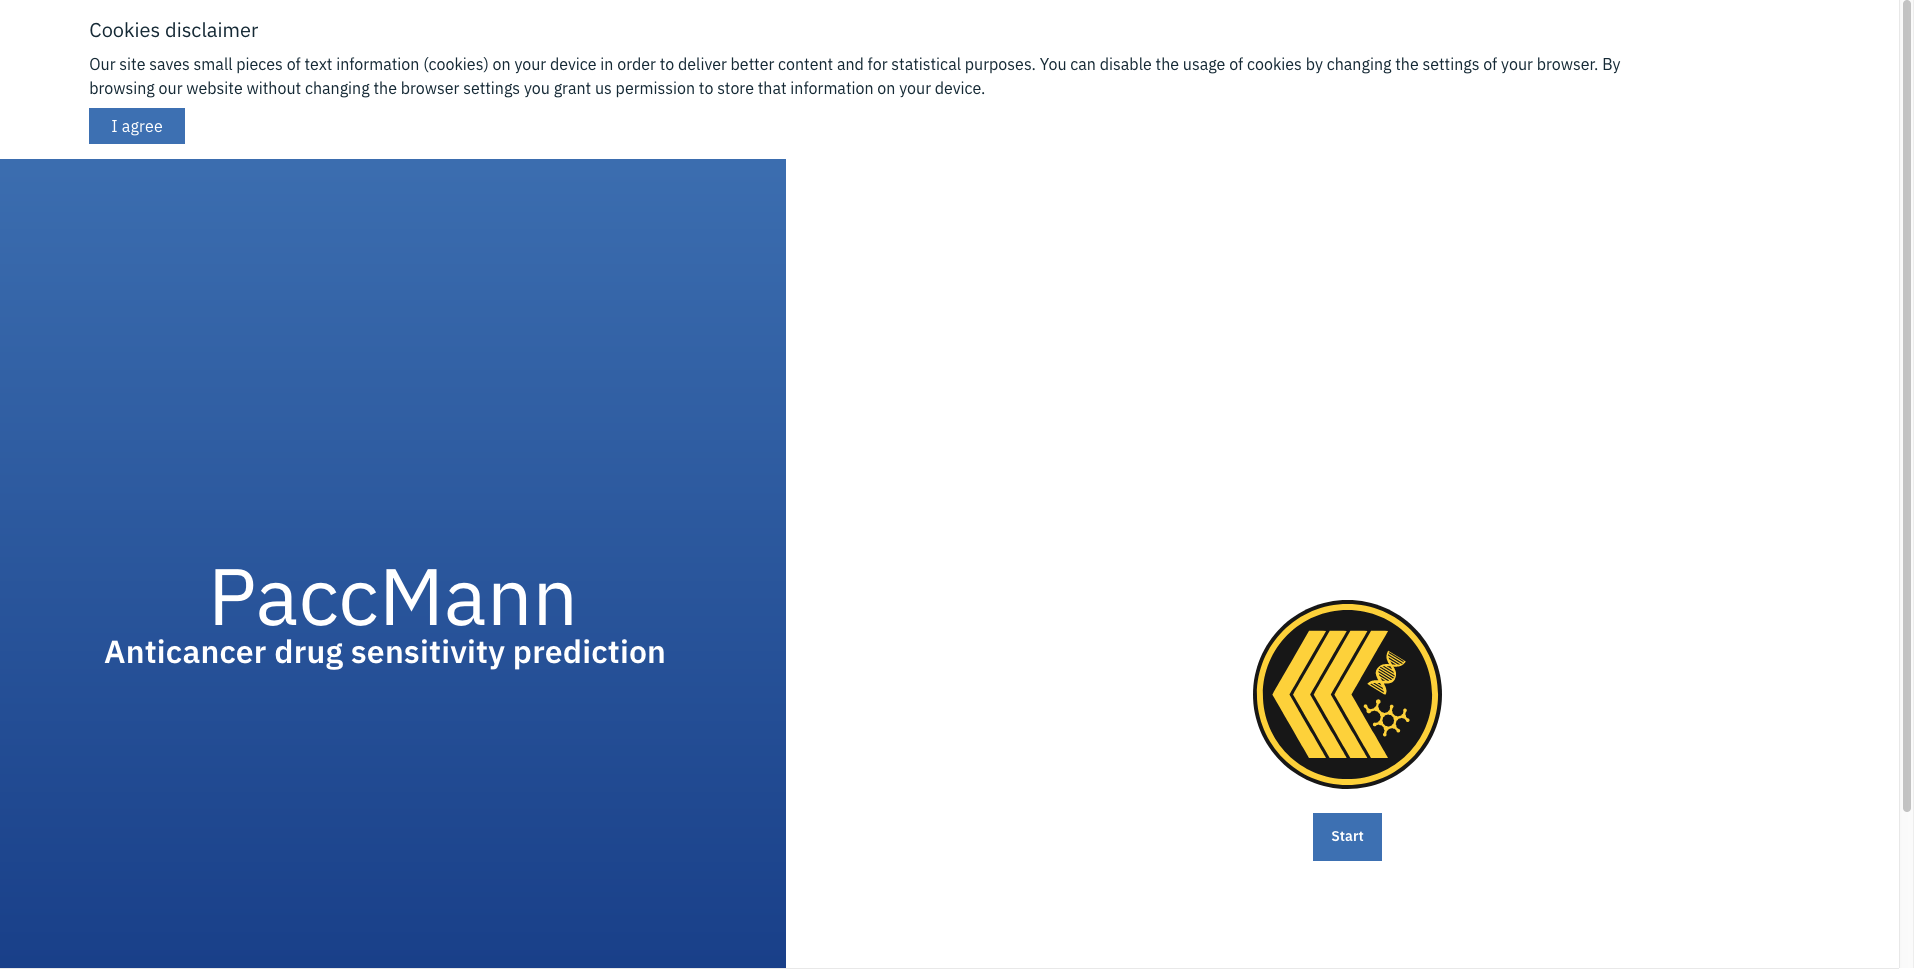 Cookies disclaimer
Our site saves small pieces of text information (cookies) on your device in order to deliver better content and for statistical purposes. You can disable the usage of cookies by changing the settings of your browser. By
browsing our website without changing the browser settings you grant us permission to store that information on your device.
I agree
PaccMann
Anticancer drug sensitivity prediction
Start